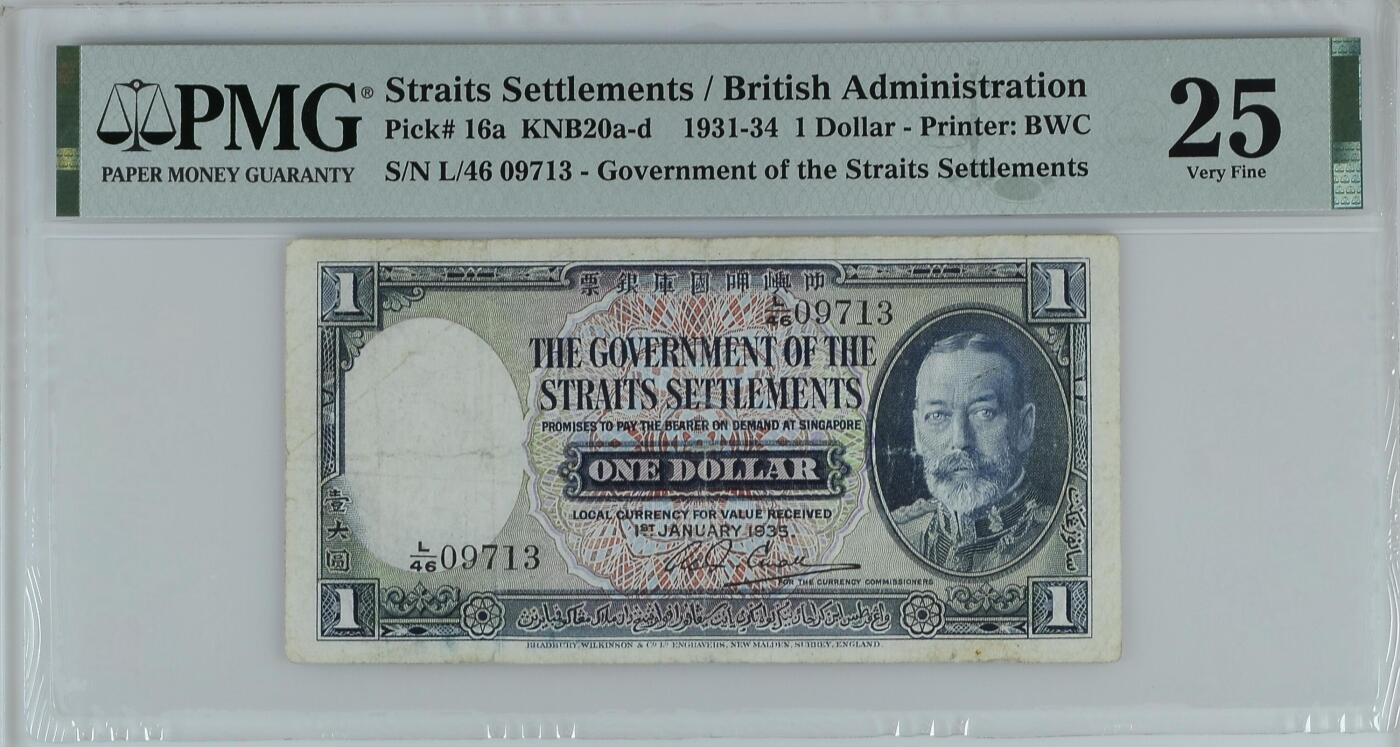 PMG® Straits Settlements / British Administration 25
Pick# 16a KNB20a-d 1931-34 1 Dollar - Printer: BWC
PAPER MONEY GUARANTY S/N L/46 09713 - Government of the Straits Settlements Very Fine
1 票銀庫國呷嶼叻 1
L/46 09713
THE GOVERNMENT OF THE
STRAITS SETTLEMENTS
PROMISES TO PAY THE BEARER ON DEMAND AT SINGAPORE
ONE DOLLAR
LOCAL CURRENCY FOR VALUE RECEIVED
1ST JANUARY 1935.
壹大圓
L/46 09713
FOR THE CURRENCY COMMISSIONERS
1 1
BRADBURY, WILKINSON & Co Ld ENGRAVERS, NEW MALDEN, SURREY, ENGLAND.